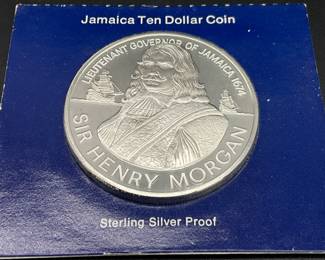 Jamaica Ten Dollar Coin
LIEUTENANT GOVERNOR OF JAMAICA 1674
SIR HENRY MORGAN
Sterling Silver Proof